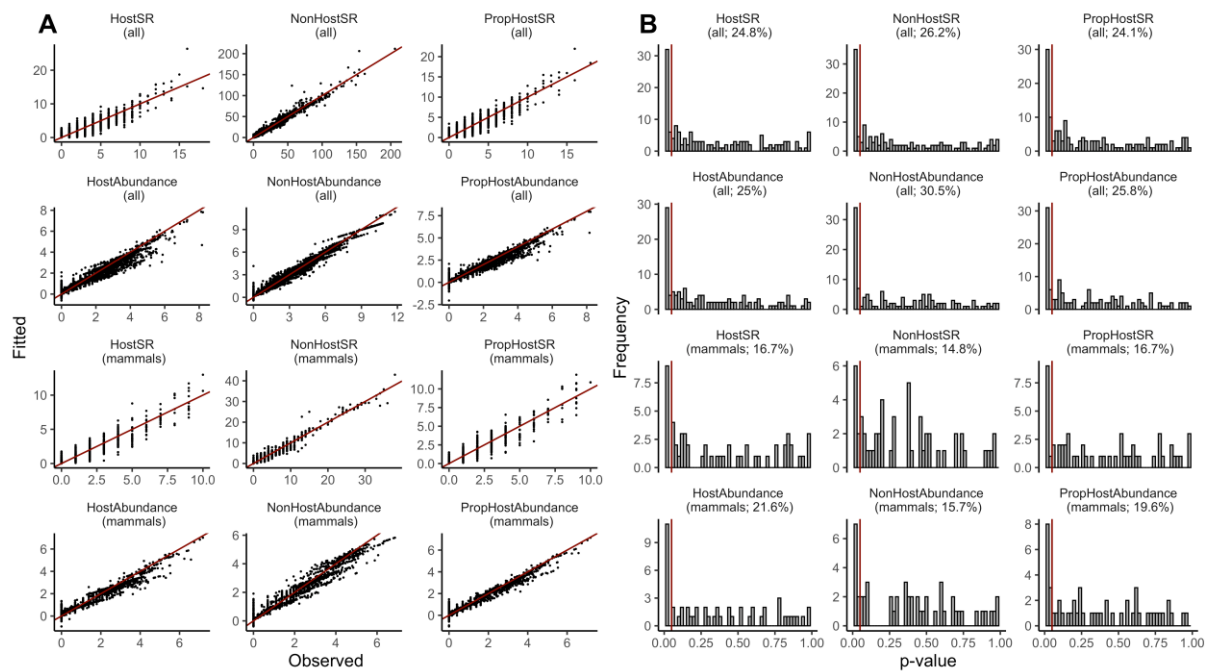 A
HostSR
(all)
NonHostSR
(all)
PropHostSR
(all)
20
10
0
0 5 10 15
200
150
100
50
0
0 50 100 150 200
20
10
0
0 5 10 15
HostAbundance
(all)
NonHostAbundance
(all)
PropHostAbundance
(all)
8
6
4
2
0
0 2 4 6 8
9
6
3
0
0 3 6 9 12
7.5
5.0
2.5
0.0
-2.5
0 2 4 6 8
Fitted
HostSR
(mammals)
NonHostSR
(mammals)
PropHostSR
(mammals)
10
5
0
0.0 2.5 5.0 7.5 10.0
40
30
20
10
0
0 10 20 30
10.0
7.5
5.0
2.5
0.0
0.0 2.5 5.0 7.5 10.0
HostAbundance
(mammals)
NonHostAbundance
(mammals)
PropHostAbundance
(mammals)
6
4
2
0
0 2 4 6
6
4
2
0
0 2 4 6
6
4
2
0
0 2 4 6
Observed
B
HostSR
(all; 24.8%)
NonHostSR
(all; 26.2%)
PropHostSR
(all; 24.1%)
30
20
10
0
30
20
10
0
30
20
10
0
HostAbundance
(all; 25%)
NonHostAbundance
(all; 30.5%)
PropHostAbundance
(all; 25.8%)
30
20
10
0
30
20
10
0
30
20
10
0
Frequency
HostSR
(mammals; 16.7%)
NonHostSR
(mammals; 14.8%)
PropHostSR
(mammals; 16.7%)
7.5
5.0
2.5
0.0
6
4
2
0
7.5
5.0
2.5
0.0
HostAbundance
(mammals; 21.6%)
NonHostAbundance
(mammals; 15.7%)
PropHostAbundance
(mammals; 19.6%)
9
6
3
0
6
4
2
0
8
6
4
2
0
0.00 0.25 0.50 0.75 1.00
0.00 0.25 0.50 0.75 1.00
0.00 0.25 0.50 0.75 1.00
p-value